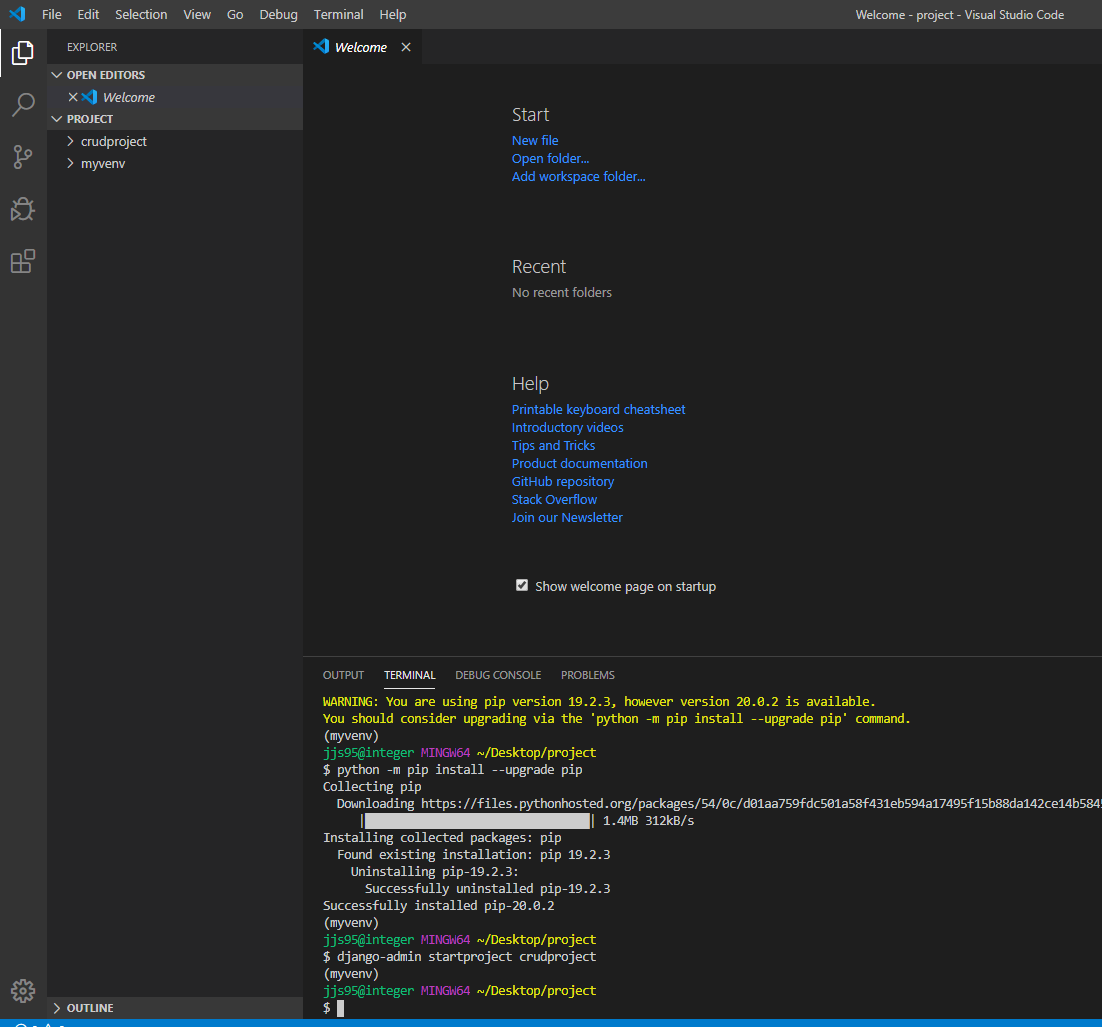 File Edit Selection View Go Debug Terminal Help
Welcome - project - Visual Studio Code
EXPLORER
OPEN EDITORS
Welcome
PROJECT
crudproject
myvenv
OUTLINE
Welcome
Start
New file
Open folder...
Add workspace folder...
Recent
No recent folders
Help
Printable keyboard cheatsheet
Introductory videos
Tips and Tricks
Product documentation
GitHub repository
Stack Overflow
Join our Newsletter
Show welcome page on startup
OUTPUT TERMINAL DEBUG CONSOLE PROBLEMS
WARNING: You are using pip version 19.2.3, however version 20.0.2 is available.
You should consider upgrading via the 'python -m pip install --upgrade pip' command.
(myvenv)
jjs95@integer MINGW64 ~/Desktop/project
$ python -m pip install --upgrade pip
Collecting pip
Downloading https://files.pythonhosted.org/packages/54/0c/d01aa759fdc501a58f431eb594a17495f15b88da142ce14b5845
| | 1.4MB 312kB/s
Installing collected packages: pip
Found existing installation: pip 19.2.3
Uninstalling pip-19.2.3:
Successfully uninstalled pip-19.2.3
Successfully installed pip-20.0.2
(myvenv)
jjs95@integer MINGW64 ~/Desktop/project
$ django-admin startproject crudproject
(myvenv)
jjs95@integer MINGW64 ~/Desktop/project
$